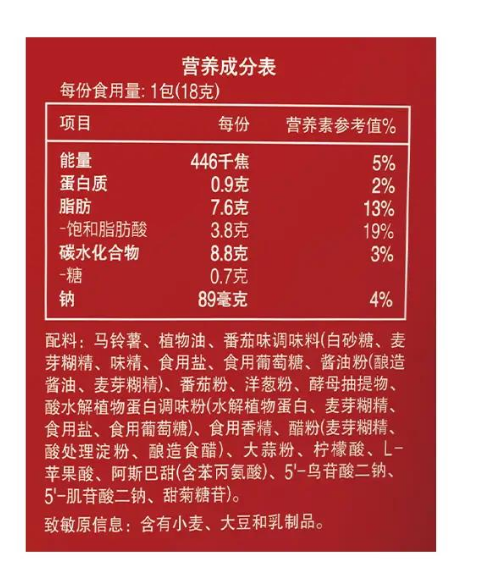 营养成分表
每份食用量: 1包(18克)
项目 每份 营养素参考值%
能量 446千焦 5%
蛋白质 0.9克 2%
脂肪 7.6克 13%
-饱和脂肪酸 3.8克 19%
碳水化合物 8.8克 3%
-糖 0.7克
钠 89毫克 4%
配料：马铃薯、植物油、番茄味调味料(白砂糖、麦
芽糊精、味精、食用盐、食用葡萄糖、酱油粉(酿造
酱油、麦芽糊精)、番茄粉、洋葱粉、酵母抽提物、
酸水解植物蛋白调味粉(水解植物蛋白、麦芽糊精、
食用盐、食用葡萄糖)、食用香精、醋粉(麦芽糊精、
酸处理淀粉、酿造食醋)、大蒜粉、柠檬酸、L-
苹果酸、阿斯巴甜(含苯丙氨酸)、5'-鸟苷酸二钠、
5'-肌苷酸二钠、甜菊糖苷)。
致敏原信息：含有小麦、大豆和乳制品。